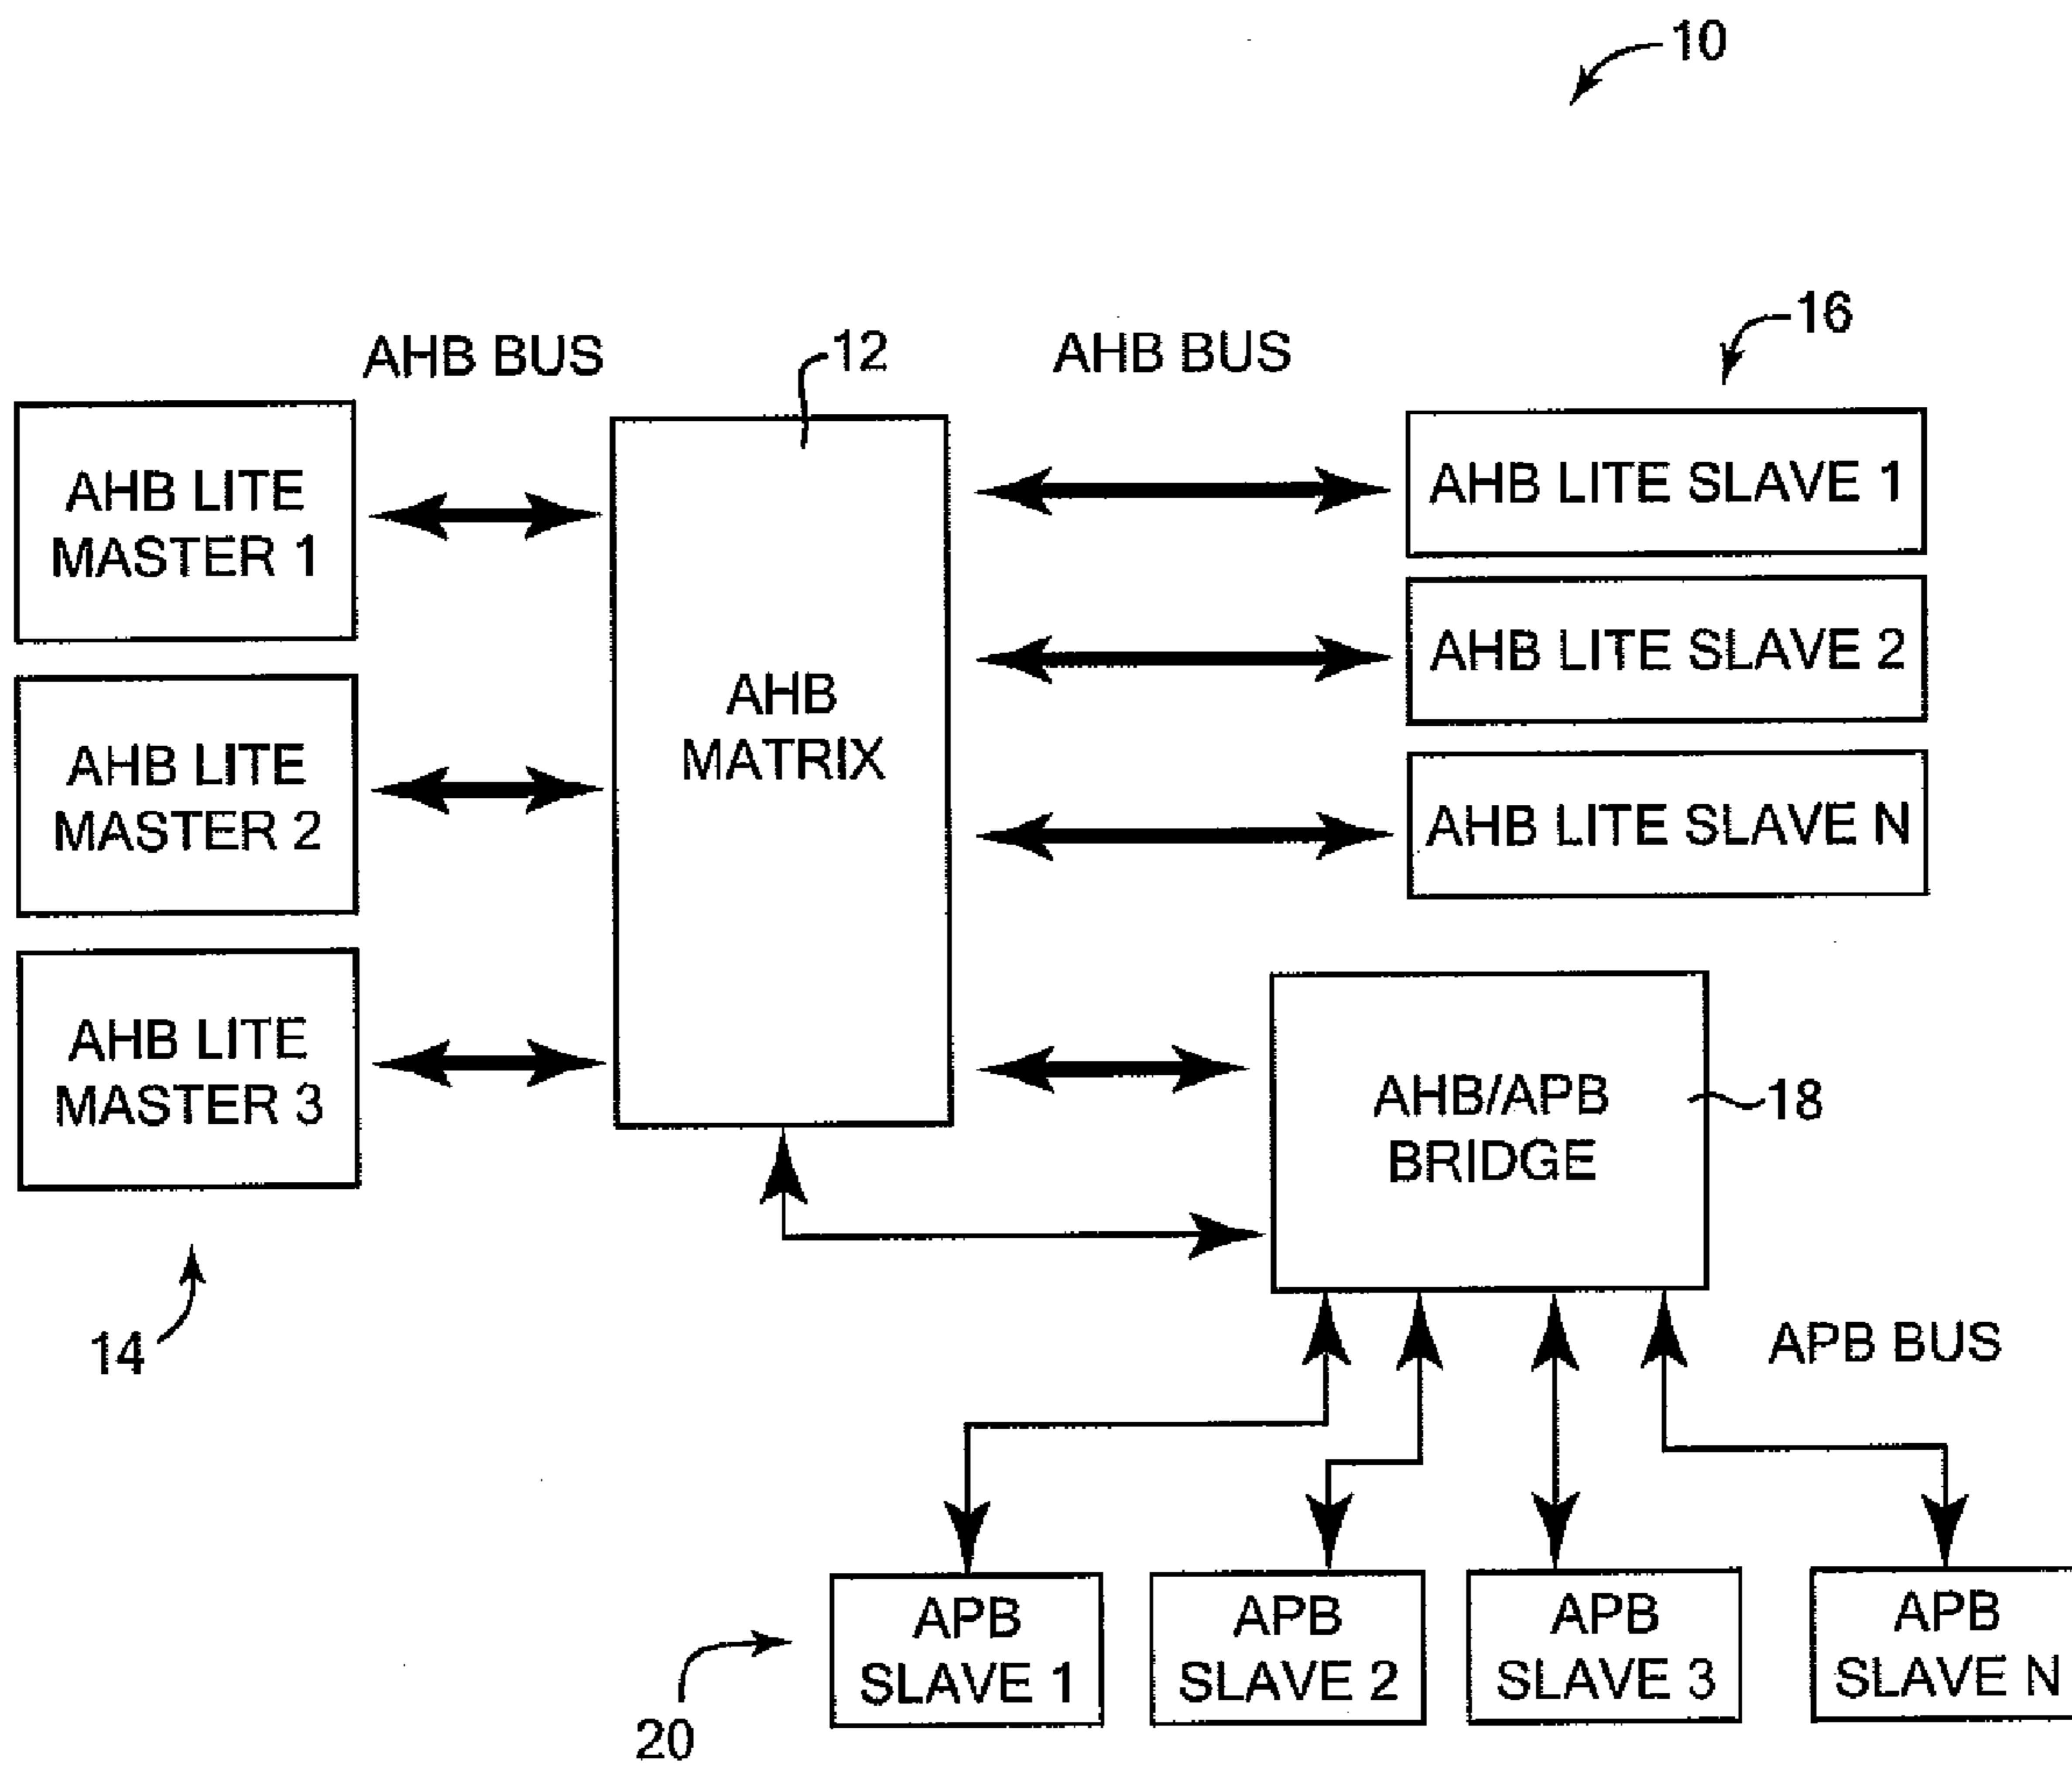 10
16
AHB BUS
12
AHB BUS
AHB LITE
MASTER 1
AHB LITE
MASTER 2
AHB LITE
MASTER 3
14
AHB
MATRIX
AHB LITE SLAVE 1
AHB LITE SLAVE 2
AHB LITE SLAVE N
AHB/APB
BRIDGE
18
APB BUS
20
APB
SLAVE 1
APB
SLAVE 2
APB
SLAVE 3
APB
SLAVE N